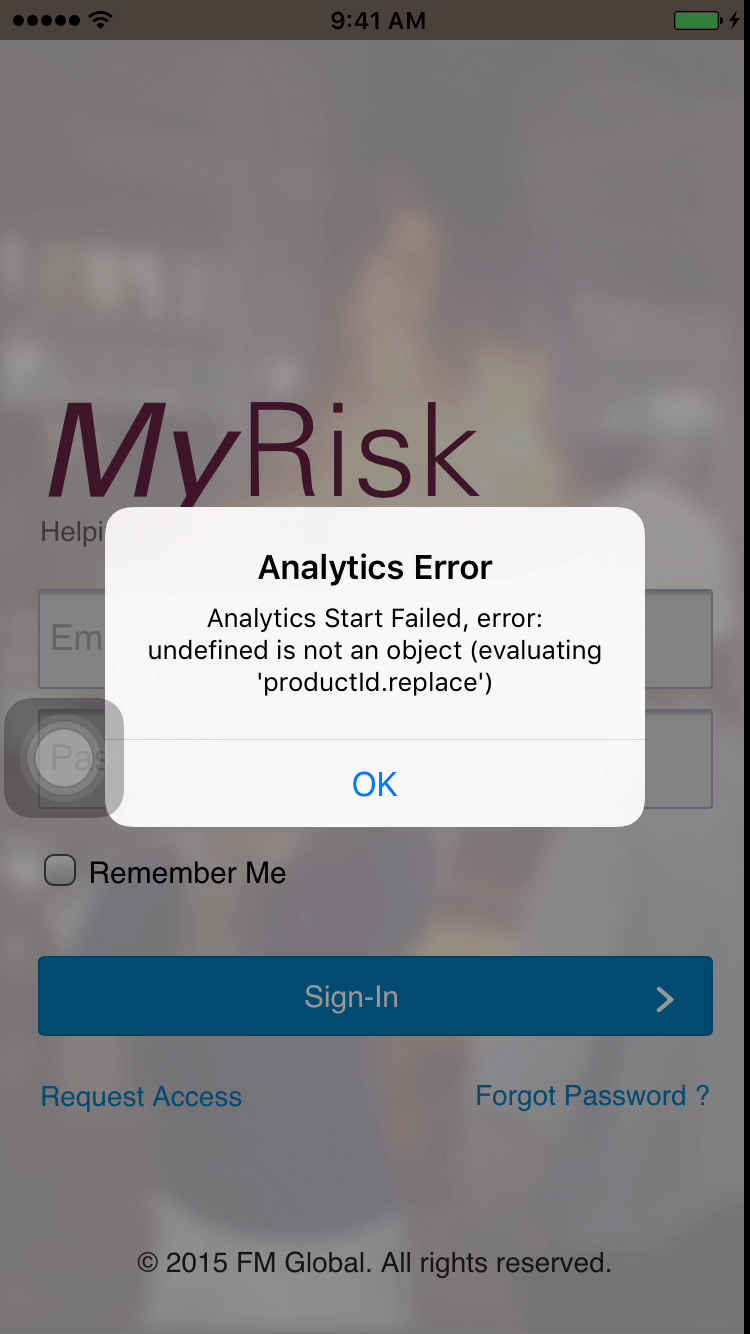 9:41 AM
MyRisk
Helpi
Analytics Error
Analytics Start Failed, error:
undefined is not an object (evaluating
'productId.replace')
Em
Pas
OK
Remember Me
Sign-In
Request Access
Forgot Password ?
© 2015 FM Global. All rights reserved.